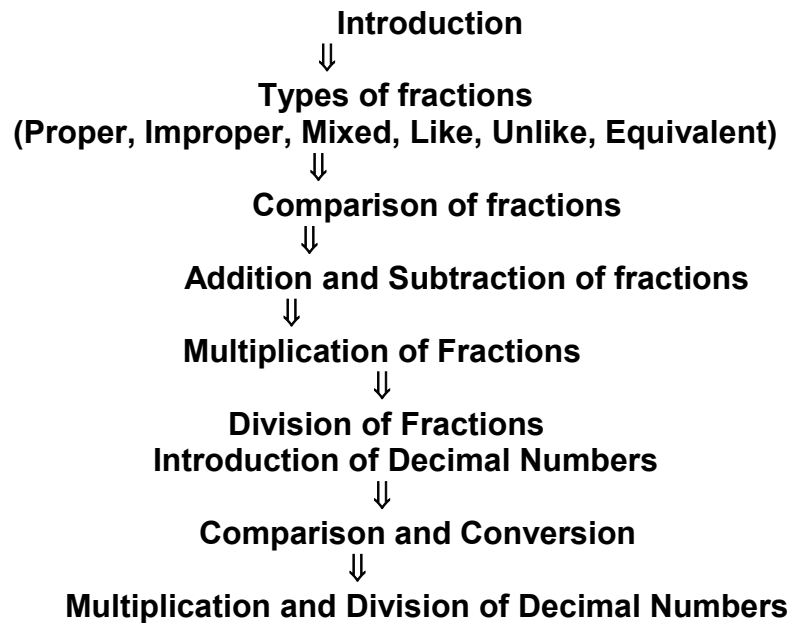 Introduction
⇓
Types of fractions
(Proper, Improper, Mixed, Like, Unlike, Equivalent)
⇓
Comparison of fractions
⇓
Addition and Subtraction of fractions
⇓
Multiplication of Fractions
⇓
Division of Fractions
Introduction of Decimal Numbers
⇓
Comparison and Conversion
⇓
Multiplication and Division of Decimal Numbers